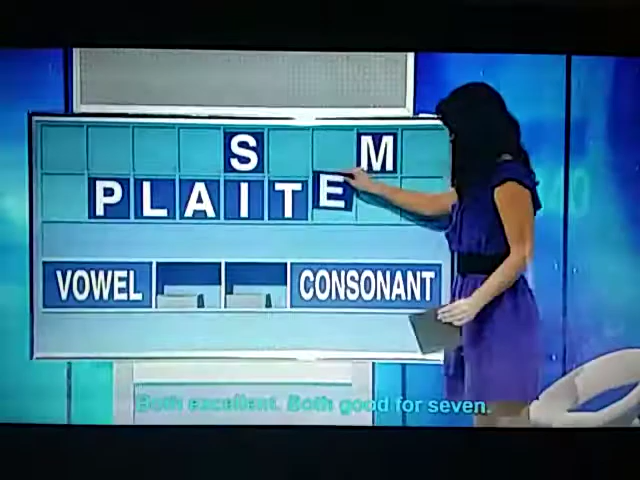 S M
PLAITE
VOWEL CONSONANT
Both excellent. Both good for seven.